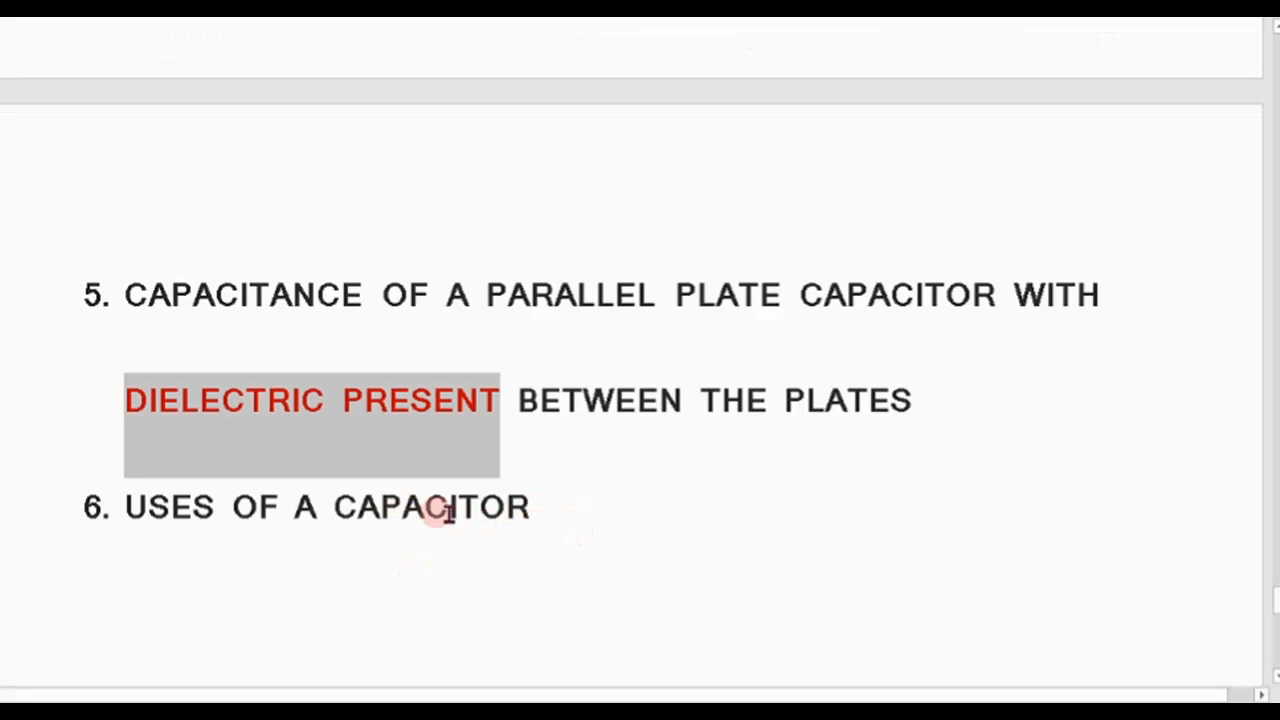 5. CAPACITANCE OF A PARALLEL PLATE CAPACITOR WITH
DIELECTRIC PRESENT BETWEEN THE PLATES
6. USES OF A CAPACITOR